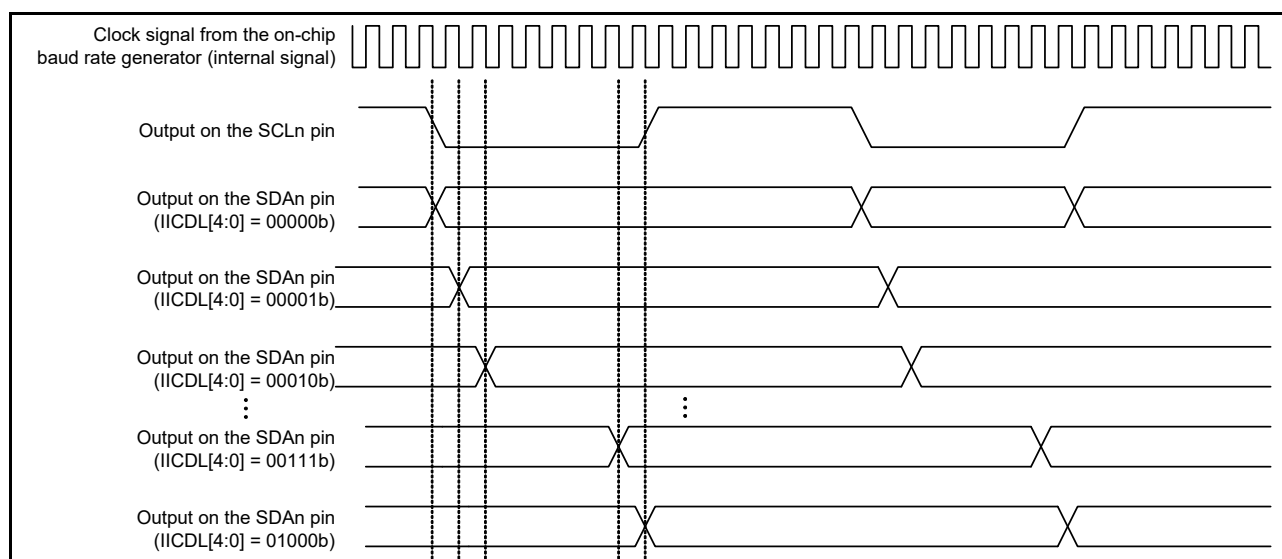 Clock signal from the on-chip
baud rate generator (internal signal)
Output on the SCLn pin
Output on the SDAn pin
(IICDL[4:0] = 00000b)
Output on the SDAn pin
(IICDL[4:0] = 00001b)
Output on the SDAn pin
(IICDL[4:0] = 00010b)
Output on the SDAn pin
(IICDL[4:0] = 00111b)
Output on the SDAn pin
(IICDL[4:0] = 01000b)